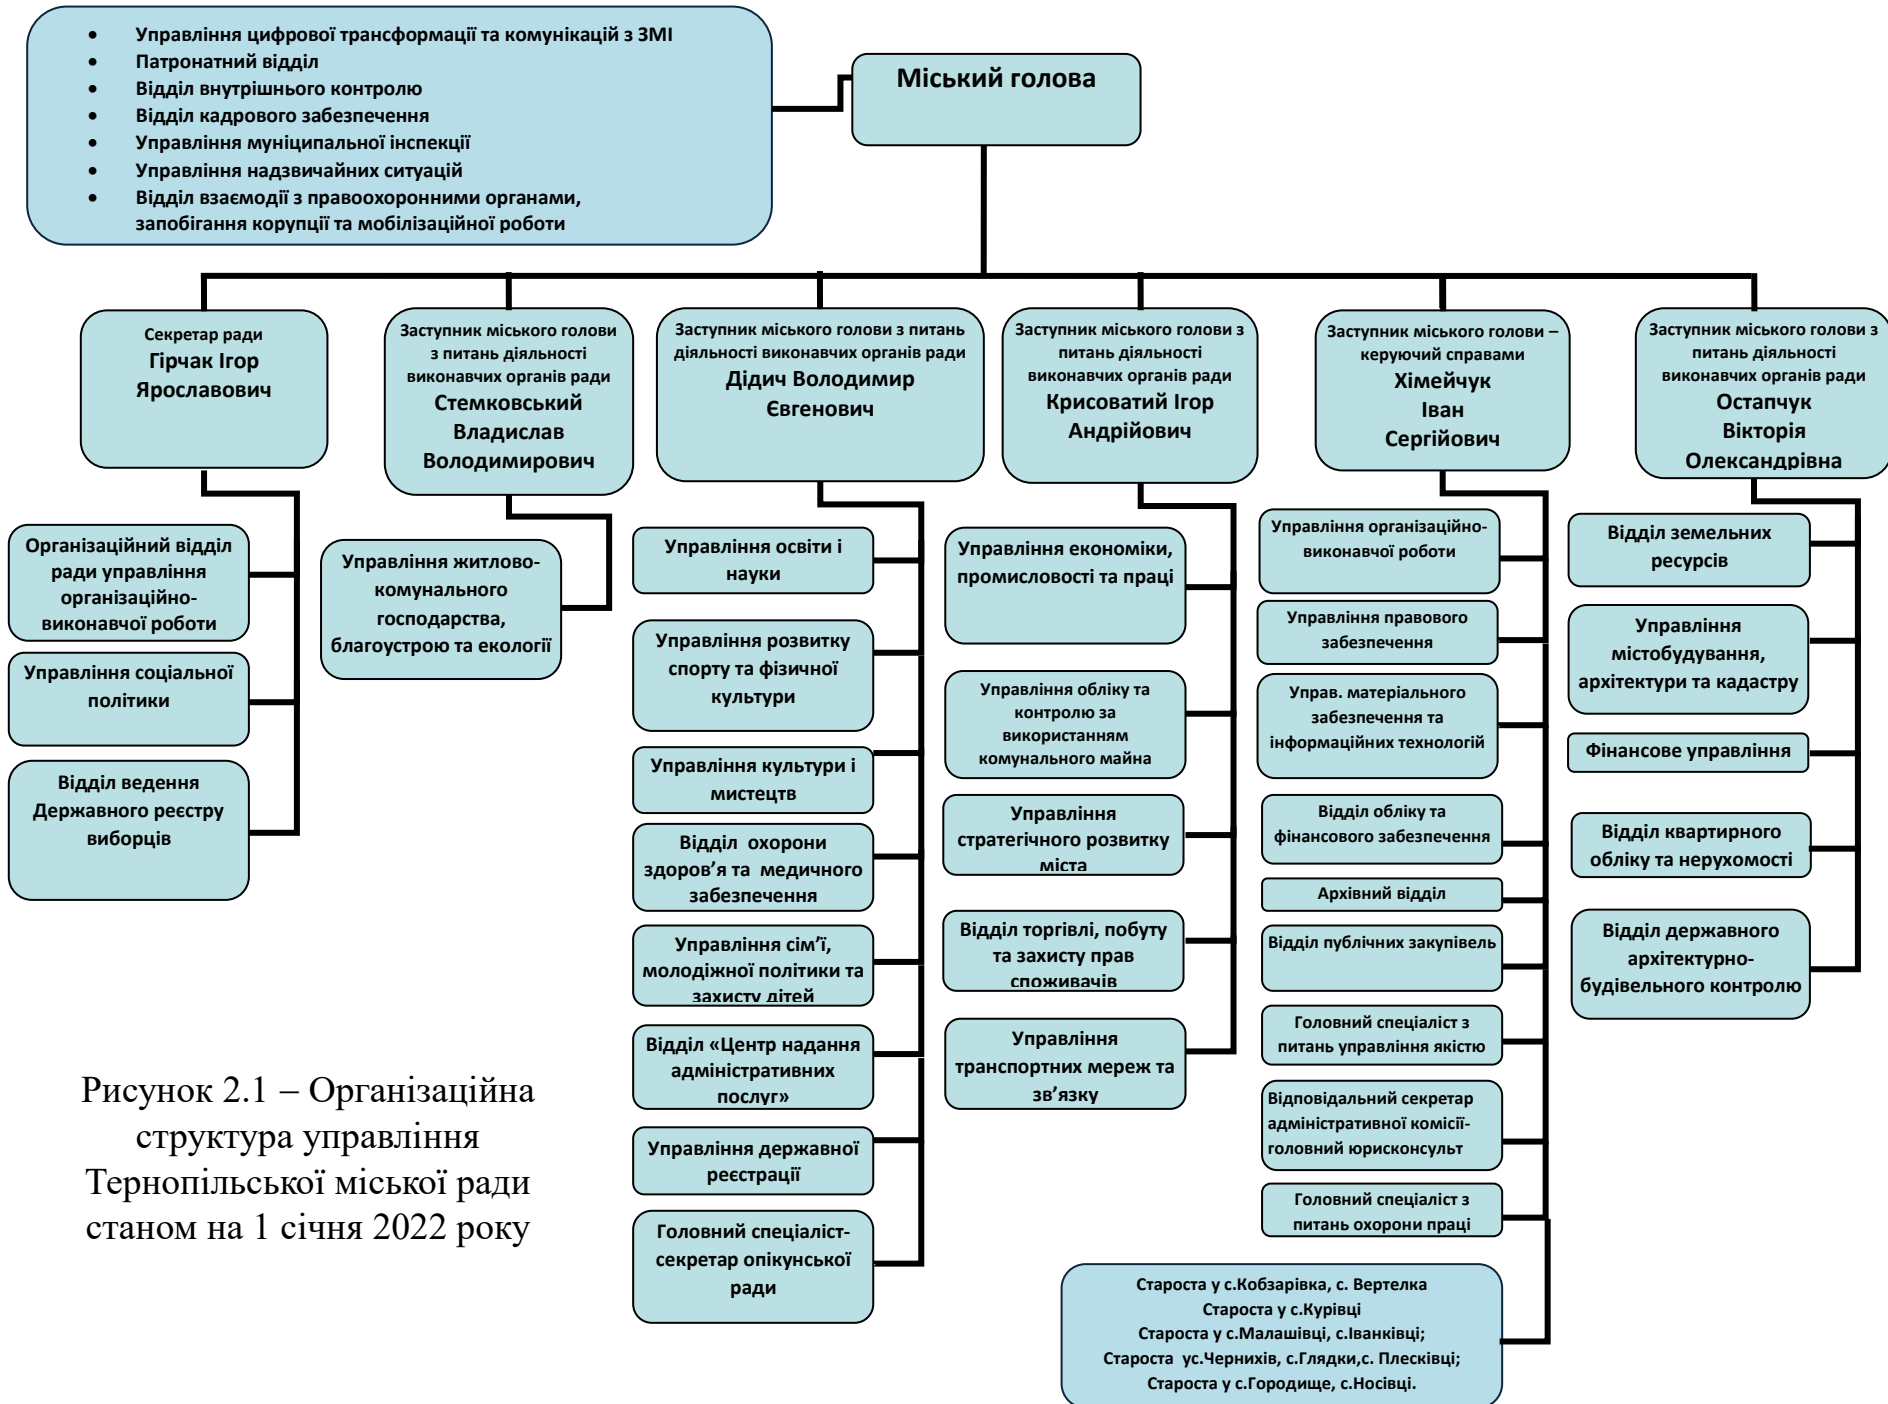 • Управління цифрової трансформації та комунікацій з ЗМІ
• Патронатний відділ
• Відділ внутрішнього контролю
• Відділ кадрового забезпечення
• Управління муніципальної інспекції
• Управління надзвичайних ситуацій
• Відділ взаємодії з правоохоронними органами,
запобігання корупції та мобілізаційної роботи
Міський голова
Секретар ради
Гірчак Ігор
Ярославович
Заступник міського голови
з питань діяльності
виконавчих органів ради
Стемковський
Владислав
Володимирович
Заступник міського голови з питань
діяльності виконавчих органів ради
Дідич Володимир
Євгенович
Заступник міського голови з
питань діяльності
виконавчих органів ради
Крисоватий Ігор
Андрійович
Заступник міського голови –
керуючий справами
Хімейчук
Іван
Сергійович
Заступник міського голови з
питань діяльності
виконавчих органів ради
Остапчук
Вікторія
Олександрівна
Організаційний відділ
ради управління
організаційно-
виконавчої роботи
Управління соціальної
політики
Відділ ведення
Державного реєстру
виборців
Управління житлово-
комунального
господарства,
благоустрою та екології
Управління освіти і
науки
Управління розвитку
спорту та фізичної
культури
Управління культури і
мистецтв
Відділ охорони
здоров’я та медичного
забезпечення
Управління сім’ї,
молодіжної політики та
захисту дітей
Відділ «Центр надання
адміністративних
послуг»
Управління державної
реєстрації
Головний спеціаліст-
секретар опікунської
ради
Управління економіки,
промисловості та праці
Управління обліку та
контролю за
використанням
комунального майна
Управління
стратегічного розвитку
міста
Відділ торгівлі, побуту
та захисту прав
споживачів
Управління
транспортних мереж та
зв’язку
Управління організаційно-
виконавчої роботи
Управління правового
забезпечення
Управ. матеріального
забезпечення та
інформаційних технологій
Відділ обліку та
фінансового забезпечення
Архівний відділ
Відділ публічних закупівель
Головний спеціаліст з
питань управління якістю
Відповідальний секретар
адміністративної комісії-
головний юрисконсульт
Головний спеціаліст з
питань охорони праці
Староста у с.Кобзарівка, с. Вертелка
Староста у с.Курівці
Староста у с.Малашівці, с.Іванківці;
Староста ус.Чернихів, с.Глядки,с. Плесківці;
Староста у с.Городище, с.Носівці.
Відділ земельних
ресурсів
Управління
містобудування,
архітектури та кадастру
Фінансове управління
Відділ квартирного
обліку та нерухомості
Відділ державного
архітектурно-
будівельного контролю
Рисунок 2.1 – Організаційна
структура управління
Тернопільської міської ради
станом на 1 січня 2022 року